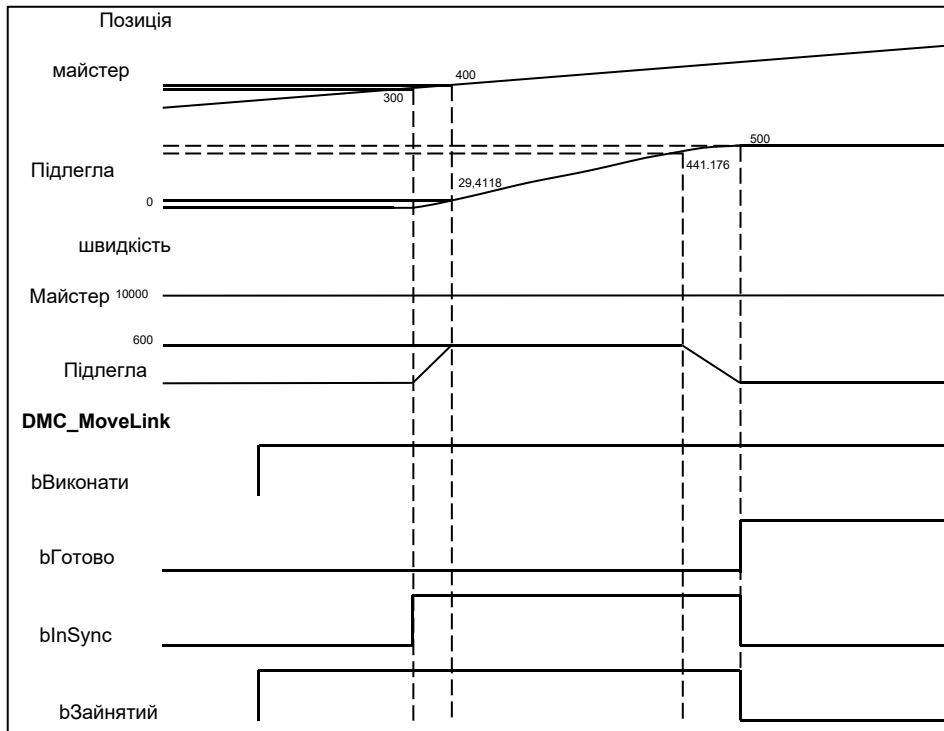 Позиція
майстер
400
300
500
Підлегла
441.176
29,4118
0
швидкість
Майстер 10000
600
Підлегла
DMC_MoveLink
bВиконати
bГотово
bInSync
bЗайнятий